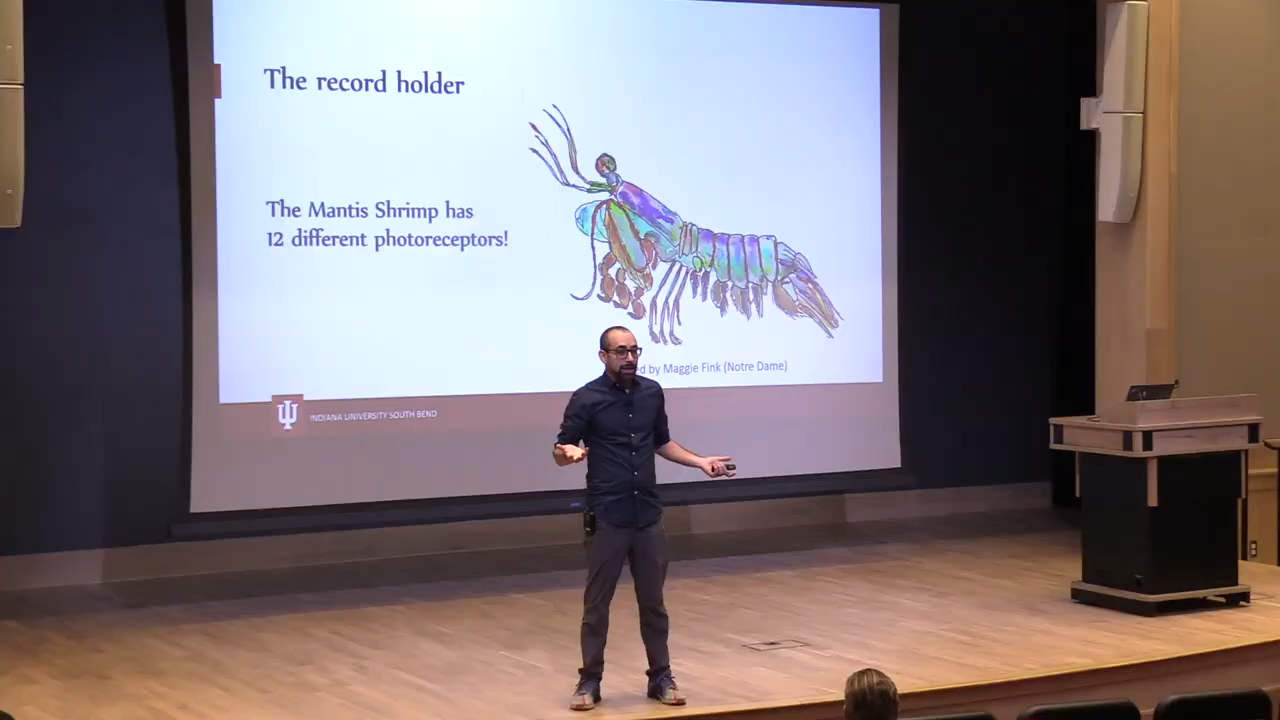 The record holder
The Mantis Shrimp has
12 different photoreceptors!
by Maggie Fink (Notre Dame)
INDIANA UNIVERSITY SOUTH BEND